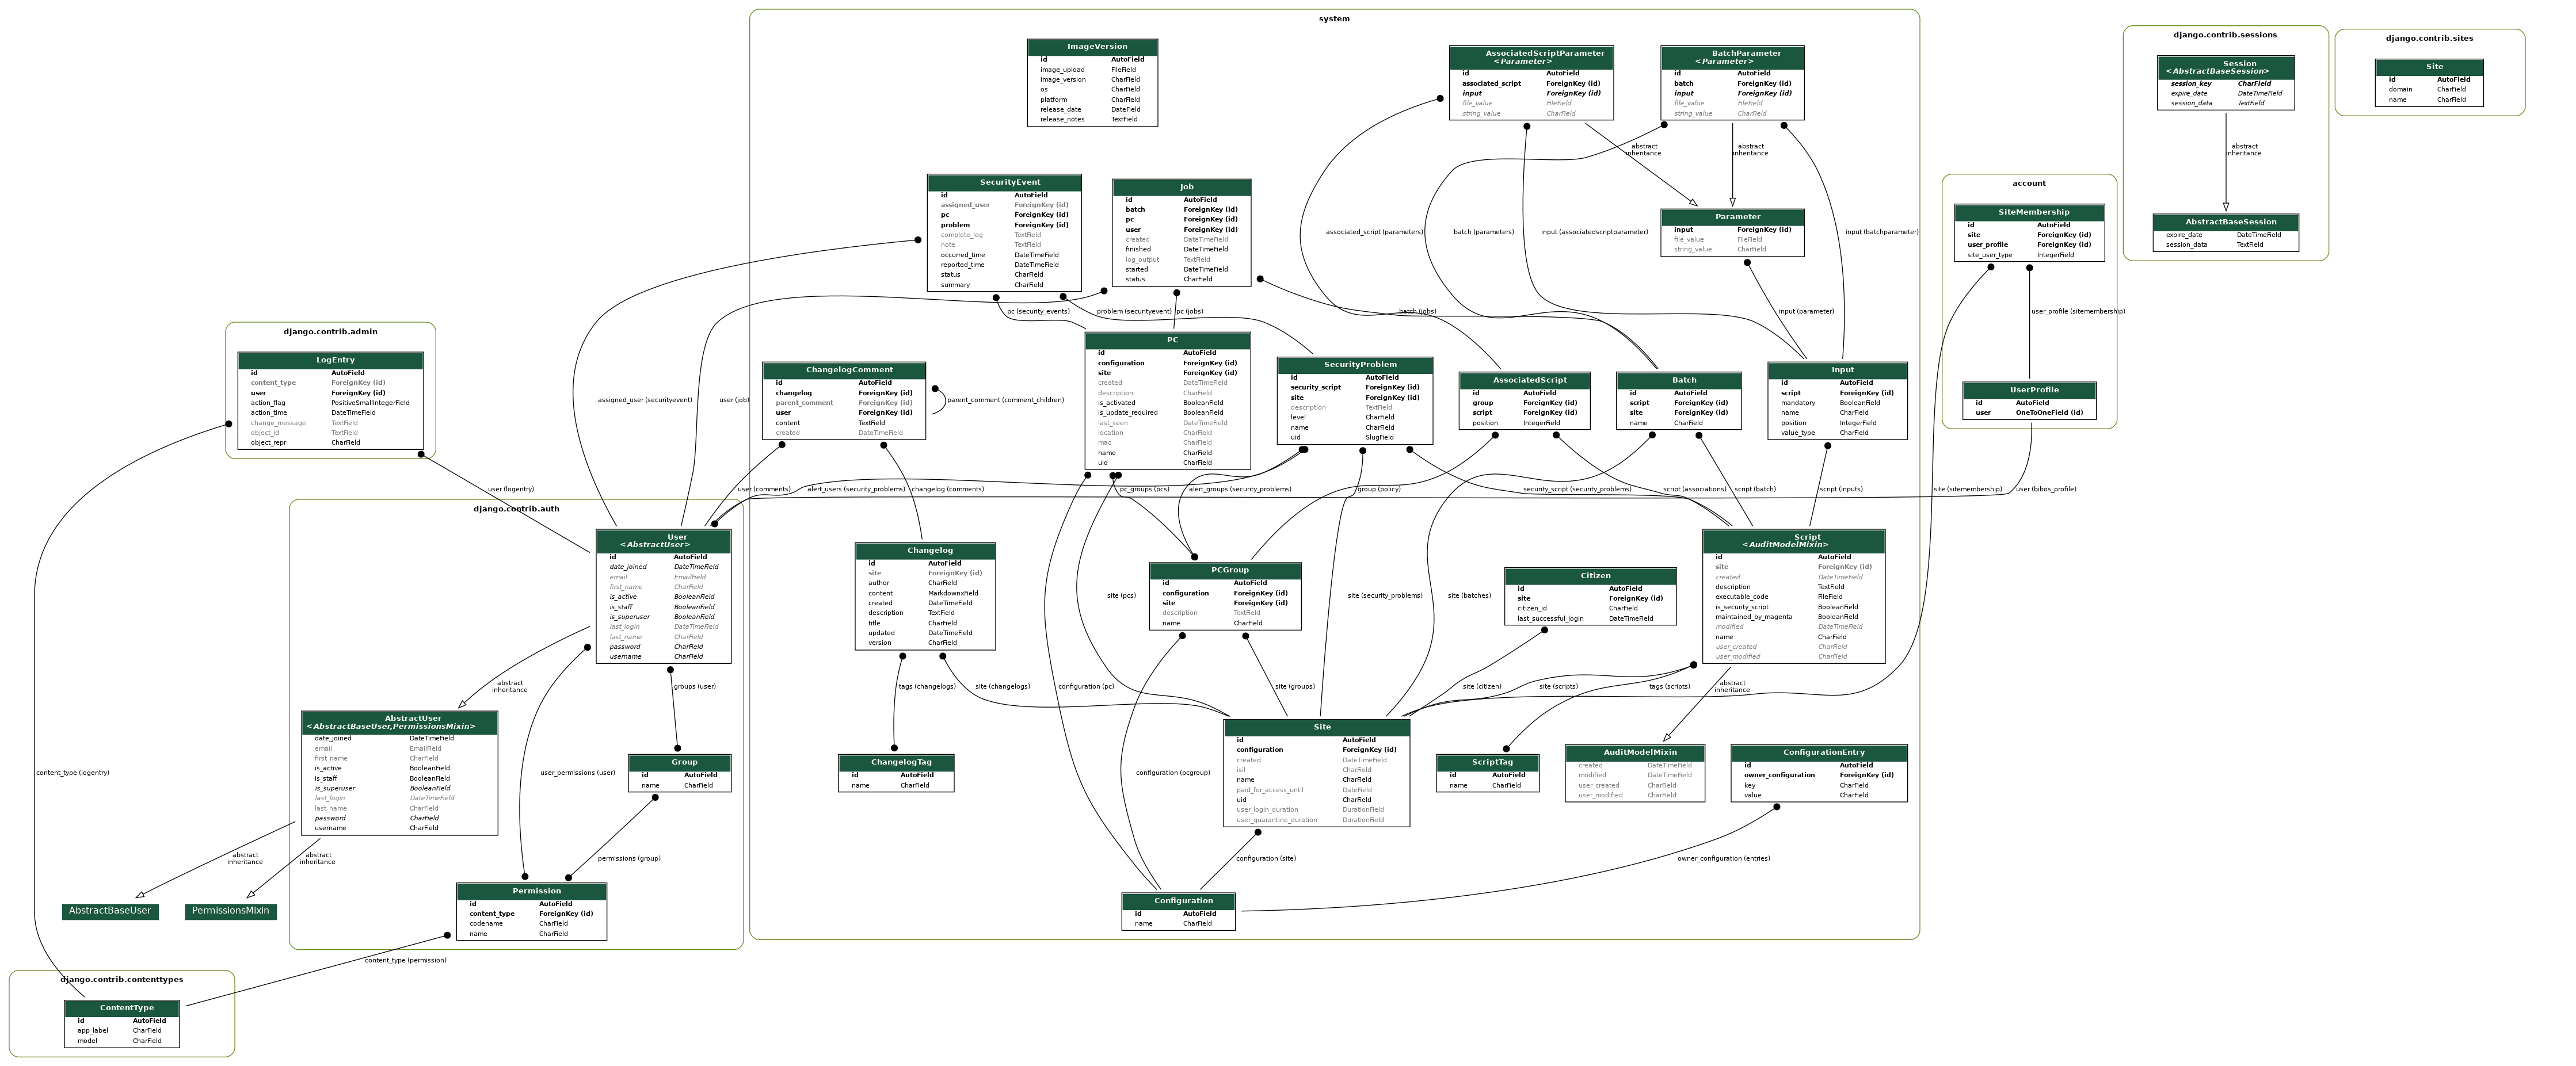 system
ImageVersion
id AutoField
image_upload FileField
image_version CharField
os CharField
platform CharField
release_date DateField
release_notes TextField
AssociatedScriptParameter
<Parameter>
id AutoField
associated_script ForeignKey (id)
input ForeignKey (id)
file_value FileField
string_value CharField
BatchParameter
<Parameter>
id AutoField
batch ForeignKey (id)
input ForeignKey (id)
file_value FileField
string_value CharField
django.contrib.sessions
Session
<AbstractBaseSession>
session_key CharField
expire_date DateTimeField
session_data TextField
django.contrib.sites
Site
id AutoField
domain CharField
name CharField
abstract
inheritance
abstract
inheritance
abstract
inheritance
SecurityEvent
id AutoField
assigned_user ForeignKey (id)
pc ForeignKey (id)
problem ForeignKey (id)
complete_log TextField
note TextField
occurred_time DateTimeField
reported_time DateTimeField
status CharField
summary CharField
Job
id AutoField
batch ForeignKey (id)
pc ForeignKey (id)
user ForeignKey (id)
created DateTimeField
finished DateTimeField
log_output TextField
started DateTimeField
status CharField
associated_script (parameters)
batch (parameters)
input (associatedscriptparameter)
Parameter
input ForeignKey (id)
file_value FileField
string_value CharField
input (batchparameter)
account
SiteMembership
id AutoField
site ForeignKey (id)
user_profile ForeignKey (id)
site_user_type IntegerField
AbstractBaseSession
expire_date DateTimeField
session_data TextField
pc (security_events)
problem (securityevent)
pc (jobs)
batch (jobs)
input (parameter)
user_profile (sitemembership)
django.contrib.admin
LogEntry
id AutoField
content_type ForeignKey (id)
user ForeignKey (id)
action_flag PositiveSmallIntegerField
action_time DateTimeField
change_message TextField
object_id TextField
object_repr CharField
assigned_user (securityevent)
user (job)
ChangelogComment
id AutoField
changelog ForeignKey (id)
parent_comment ForeignKey (id)
user ForeignKey (id)
content TextField
created DateTimeField
parent_comment (comment_children)
PC
id AutoField
configuration ForeignKey (id)
site ForeignKey (id)
created DateTimeField
description CharField
is_activated BooleanField
is_update_required BooleanField
last_seen DateTimeField
location CharField
mac CharField
name CharField
uid CharField
SecurityProblem
id AutoField
security_script ForeignKey (id)
site ForeignKey (id)
description TextField
level CharField
name CharField
uid SlugField
AssociatedScript
id AutoField
group ForeignKey (id)
script ForeignKey (id)
position IntegerField
Batch
id AutoField
script ForeignKey (id)
site ForeignKey (id)
name CharField
Input
id AutoField
script ForeignKey (id)
mandatory BooleanField
name CharField
position IntegerField
value_type CharField
UserProfile
id AutoField
user OneToOneField (id)
user (logentry)
user (comments)
alert_users (security_problems)
changelog (comments)
pc_groups (pcs)
alert_groups (security_problems)
group (policy)
security_script (security_problems)
script (associations)
script (batch)
script (inputs)
site (sitemembership)
user (bibos_profile)
django.contrib.auth
User
<AbstractUser>
id AutoField
date_joined DateTimeField
email EmailField
first_name CharField
is_active BooleanField
is_staff BooleanField
is_superuser BooleanField
last_login DateTimeField
last_name CharField
password CharField
username CharField
Changelog
id AutoField
site ForeignKey (id)
author CharField
content MarkdownxField
created DateTimeField
description TextField
title CharField
updated DateTimeField
version CharField
site (pcs)
PCGroup
id AutoField
configuration ForeignKey (id)
site ForeignKey (id)
description TextField
name CharField
site (security_problems)
site (batches)
Citizen
id AutoField
site ForeignKey (id)
citizen_id CharField
last_successful_login DateTimeField
Script
<AuditModelMixin>
id AutoField
site ForeignKey (id)
created DateTimeField
description TextField
executable_code FileField
is_security_script BooleanField
maintained_by_magenta BooleanField
modified DateTimeField
name CharField
user_created CharField
user_modified CharField
abstract
inheritance
groups (user)
tags (changelogs)
site (changelogs)
configuration (pc)
site (groups)
site (citizen)
site (scripts)
tags (scripts)
abstract
inheritance
AbstractUser
<AbstractBaseUser,PermissionsMixin>
date_joined DateTimeField
email EmailField
first_name CharField
is_active BooleanField
is_staff BooleanField
is_superuser BooleanField
last_login DateTimeField
last_name CharField
password CharField
username CharField
content_type (logentry)
user_permissions (user)
Group
id AutoField
name CharField
ChangelogTag
id AutoField
name CharField
configuration (pcgroup)
Site
id AutoField
configuration ForeignKey (id)
created DateTimeField
isil CharField
name CharField
paid_for_access_until DateField
uid CharField
user_login_duration DurationField
user_quarantine_duration DurationField
ScriptTag
id AutoField
name CharField
AuditModelMixin
created DateTimeField
modified DateTimeField
user_created CharField
user_modified CharField
ConfigurationEntry
id AutoField
owner_configuration ForeignKey (id)
key CharField
value CharField
abstract
inheritance
abstract
inheritance
permissions (group)
configuration (site)
owner_configuration (entries)
AbstractBaseUser
PermissionsMixin
Permission
id AutoField
content_type ForeignKey (id)
codename CharField
name CharField
Configuration
id AutoField
name CharField
content_type (permission)
django.contrib.contenttypes
ContentType
id AutoField
app_label CharField
model CharField